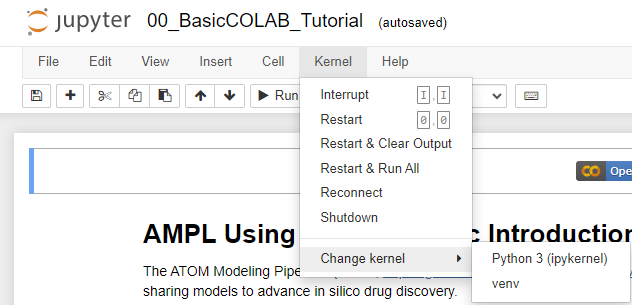 jupyter 00_BasicCOLAB_Tutorial (autosaved)
File Edit View Insert Cell Kernel Help
Run
Interrupt I,I
Restart 0,0
Restart & Clear Output
Restart & Run All
Reconnect
Shutdown
Change kernel
Python 3 (ipykernel)
venv
CO Ope
AMPL Using c Introduction
The ATOM Modeling Pipe
sharing models to advance in silico drug discovery.